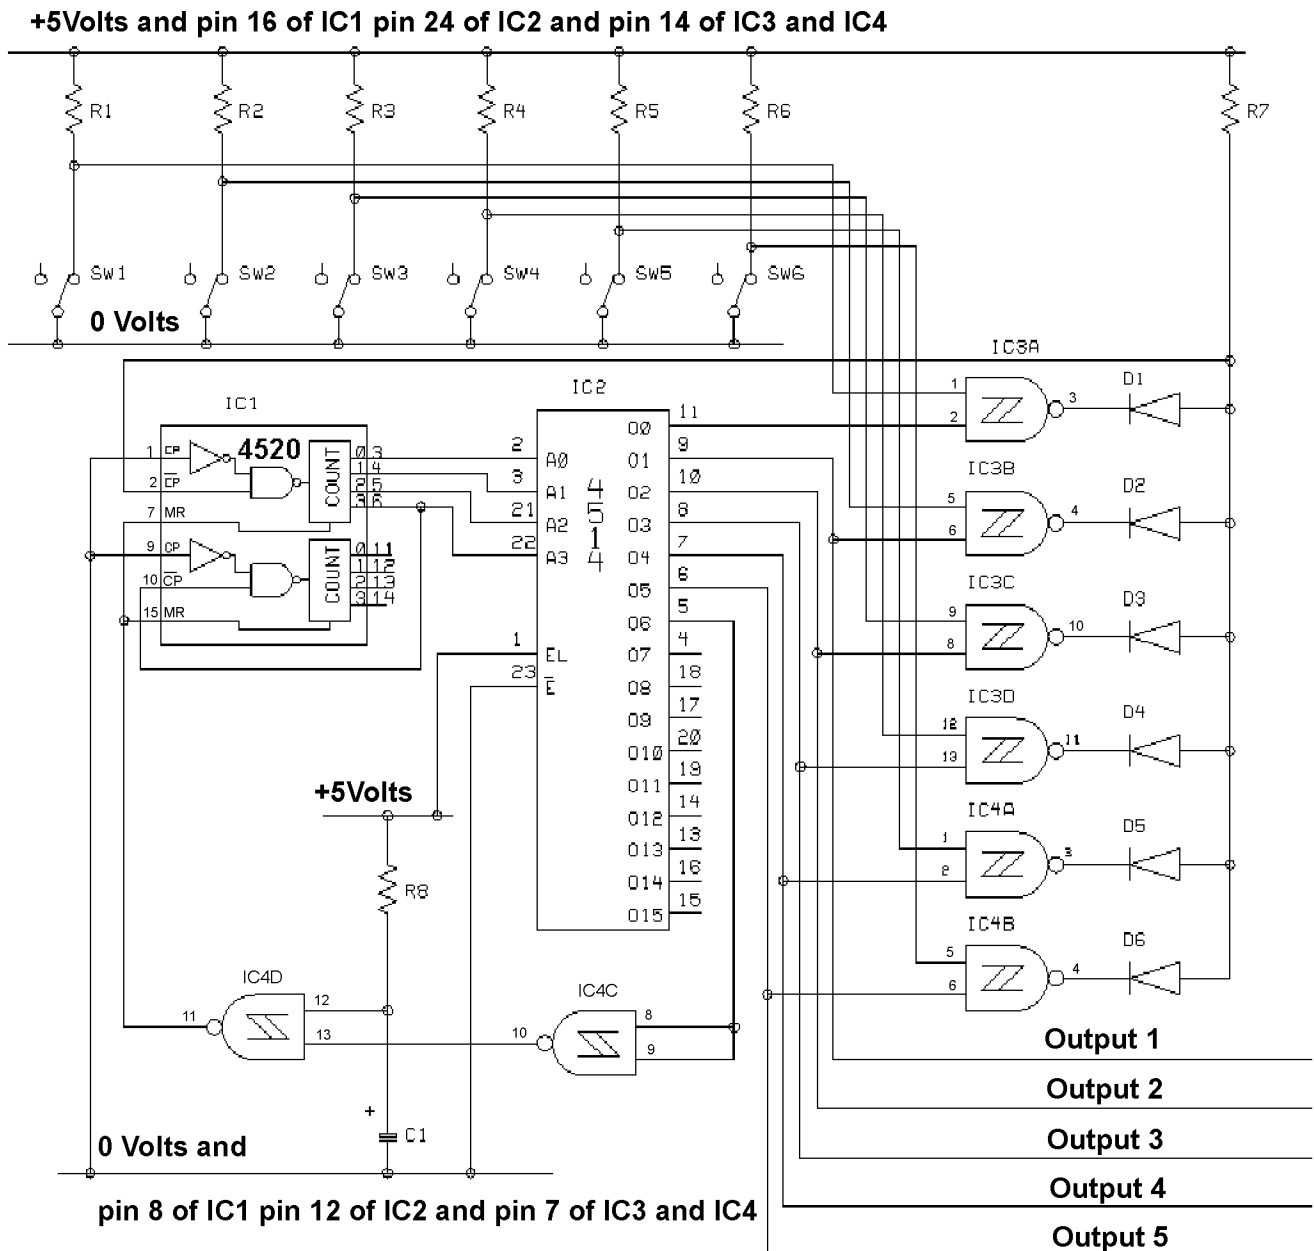 +5Volts and pin 16 of IC1 pin 24 of IC2 and pin 14 of IC3 and IC4
R1 R2 R3 R4 R5 R6 R7
SW1 SW2 SW3 SW4 SW5 SW6
0 Volts
IC3A
IC1
IC2
4520
1 CP
2 CP
7 MR
COUNT
0 3
1 4
2 5
3 6
9 CP
10 CP
15 MR
COUNT
0 11
1 12
2 13
3 14
2 A0
3 A1
21 A2
22 A3
1 EL
23 E
4514
O0 11
O1 9
O2 10
O3 8
O4 7
O5 6
O6 5
O7 4
O8 18
O9 17
O10 20
O11 19
O12 14
O13 13
O14 16
O15 15
1 2 3 D1
IC3B
5 6 4 D2
IC3C
9 8 10 D3
IC3D
12 13 11 D4
IC4A
1 2 3 D5
IC4B
5 6 4 D6
+5Volts
R8
IC4D
11 12 13
IC4C
10 8 9
+ C1
0 Volts and
pin 8 of IC1 pin 12 of IC2 and pin 7 of IC3 and IC4
Output 1
Output 2
Output 3
Output 4
Output 5